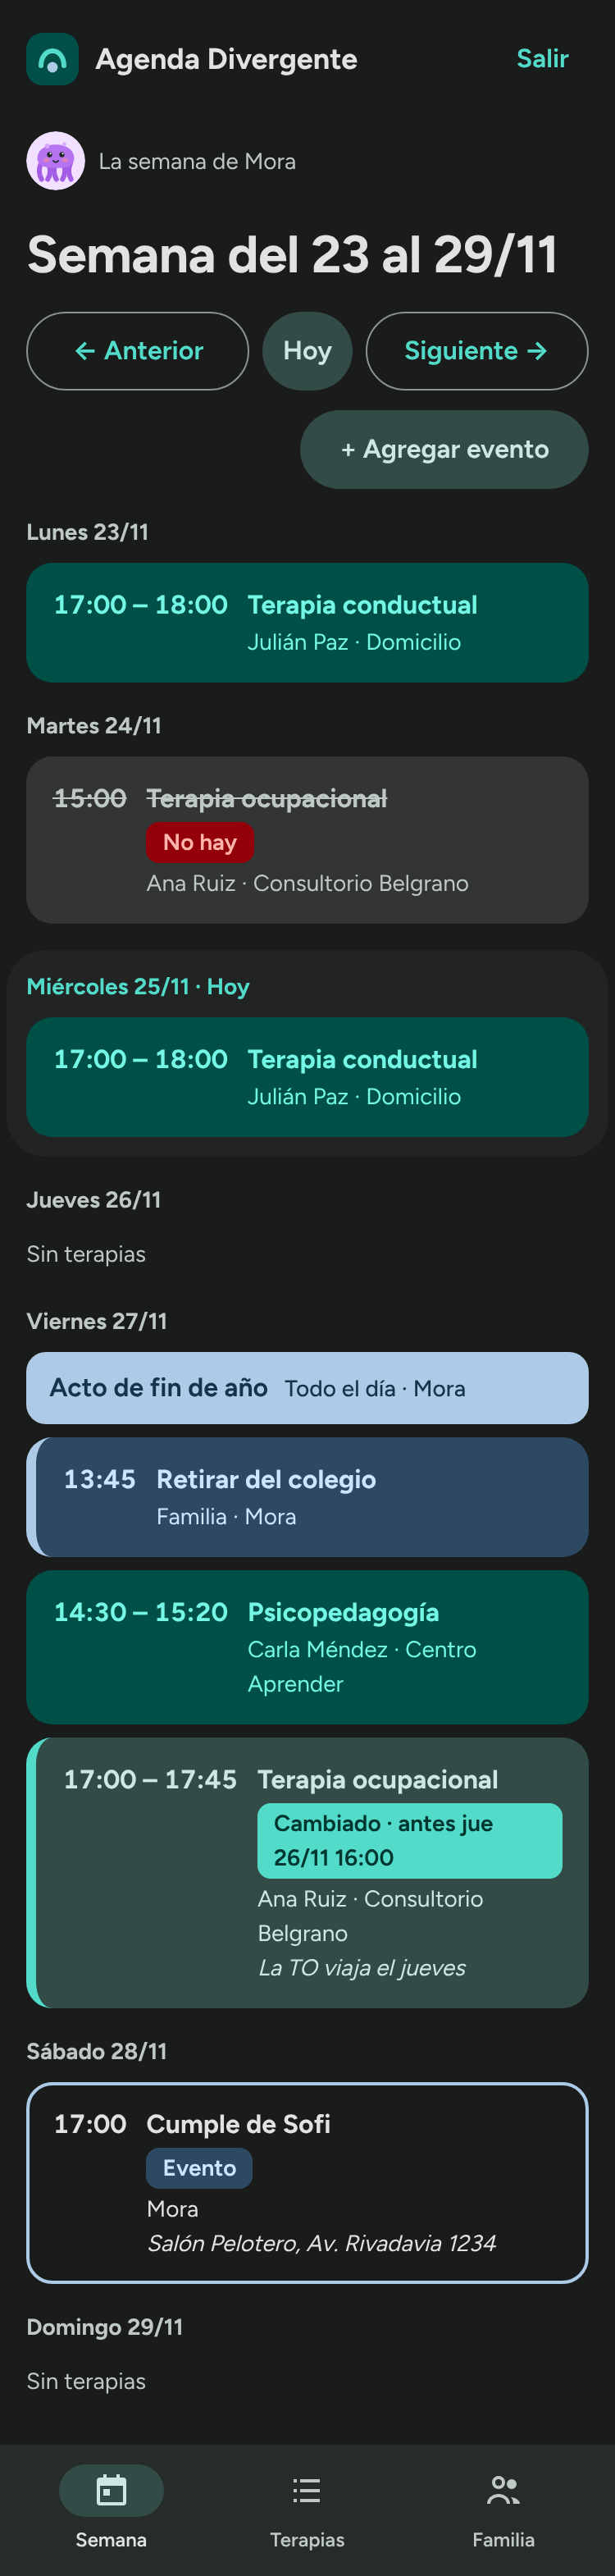 Agenda Divergente
Salir
La semana de Mora
Semana del 23 al 29/11
← Anterior
Hoy
Siguiente →
+ Agregar evento
Lunes 23/11
17:00 – 18:00 Terapia conductual
Julián Paz · Domicilio
Martes 24/11
15:00 Terapia ocupacional
No hay
Ana Ruiz · Consultorio Belgrano
Miércoles 25/11 · Hoy
17:00 – 18:00 Terapia conductual
Julián Paz · Domicilio
Jueves 26/11
Sin terapias
Viernes 27/11
Acto de fin de año Todo el día · Mora
13:45 Retirar del colegio
Familia · Mora
14:30 – 15:20 Psicopedagogía
Carla Méndez · Centro
Aprender
17:00 – 17:45 Terapia ocupacional
Cambiado · antes jue
26/11 16:00
Ana Ruiz · Consultorio
Belgrano
La TO viaja el jueves
Sábado 28/11
17:00 Cumple de Sofi
Evento
Mora
Salón Pelotero, Av. Rivadavia 1234
Domingo 29/11
Sin terapias
Semana
Terapias
Familia